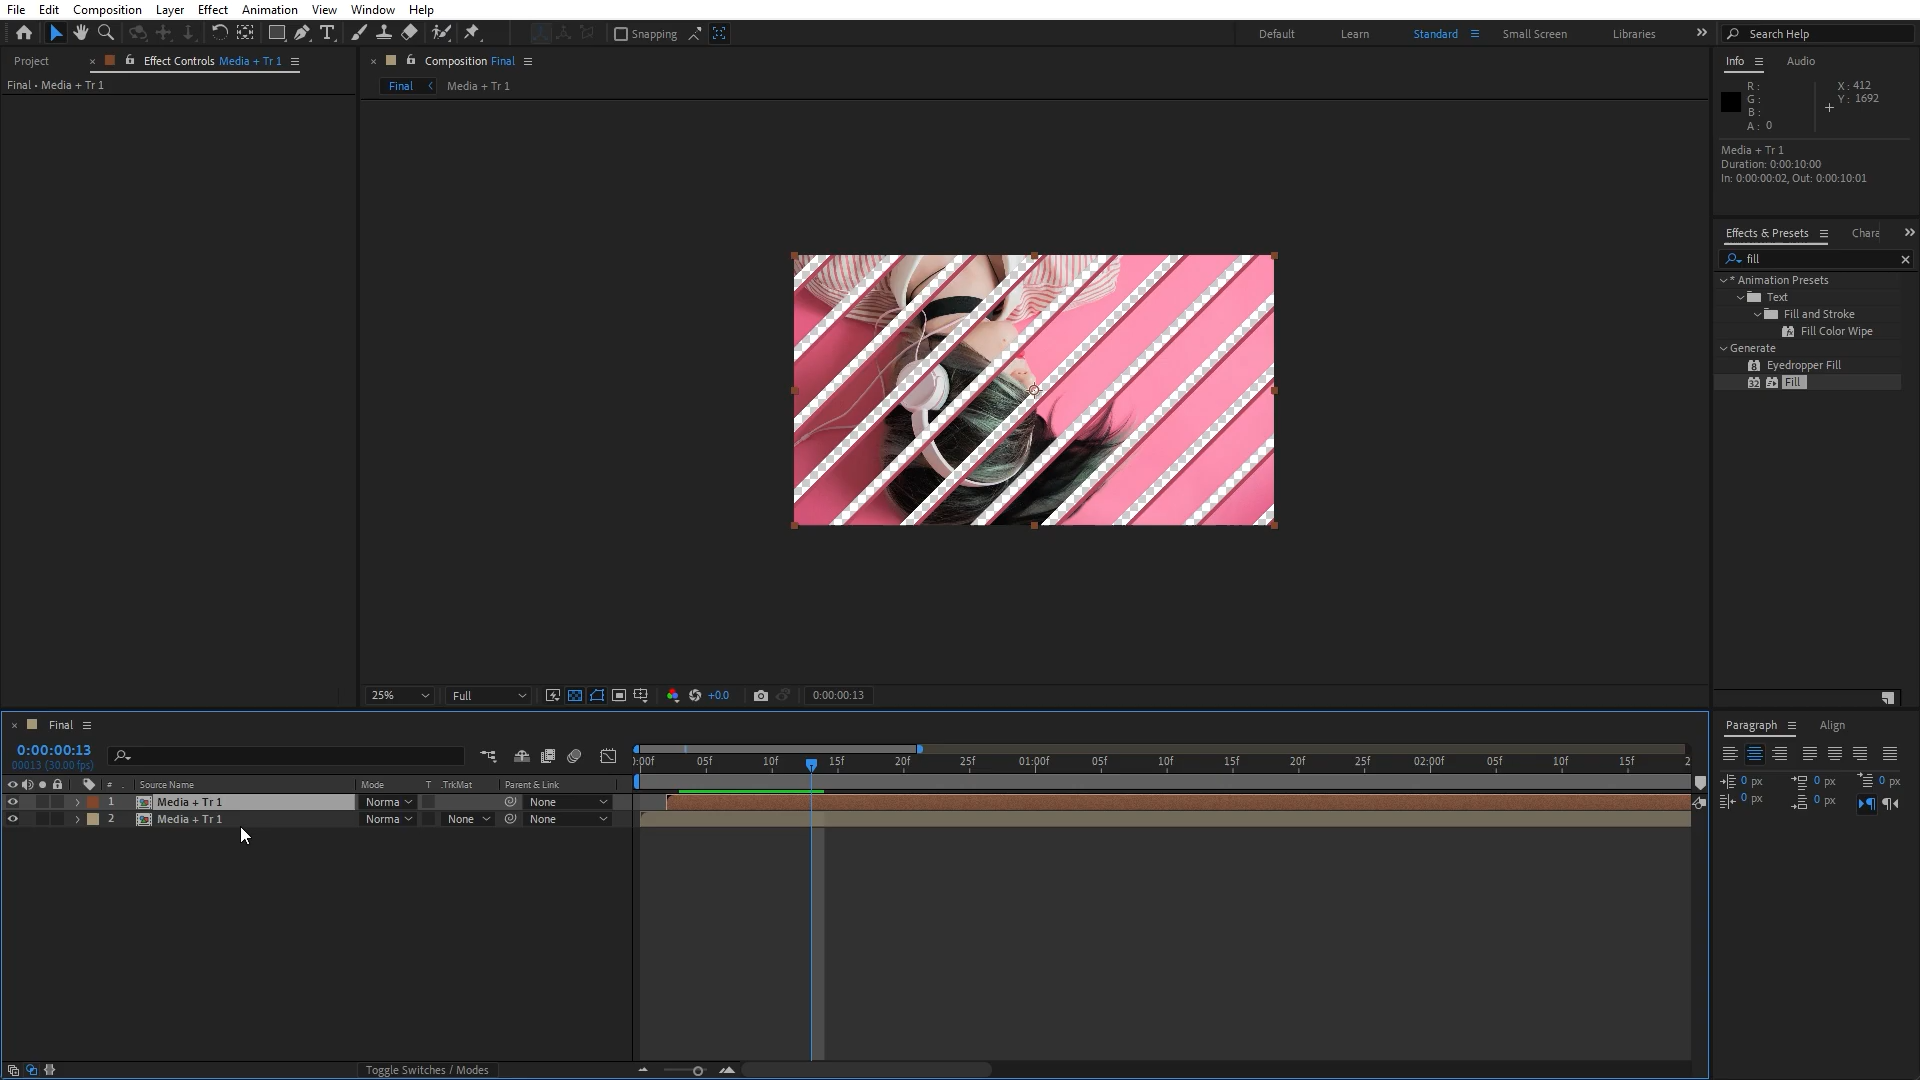 File Edit Composition Layer Effect Animation View Window Help
Snapping
Default Learn Standard Small Screen Libraries Search Help
Project
Effect Controls Media + Tr 1
Final • Media + Tr 1
Composition Final
Final Media + Tr 1
Info Audio
R :
G :
B :
A : 0
X : 412
Y : 1692
Media + Tr 1
Duration: 0:00:10:00
In: 0:00:00:02, Out: 0:00:10:01
Effects & Presets Chara
fill
* Animation Presets
Text
Fill and Stroke
Fill Color Wipe
Generate
Eyedropper Fill
32 Fill
25% Full +0.0 0:00:00:13
Final
0:00:00:13
00013 (30.00 fps)
# . Source Name Mode T .TrkMat Parent & Link
1 Media + Tr 1 Norma None
2 Media + Tr 1 Norma None None
):00f 05f 10f 15f 20f 25f 01:00f 05f 10f 15f 20f 25f 02:00f 05f 10f 15f 2
Toggle Switches / Modes
Paragraph Align
0 px 0 px 0 px
0 px 0 px